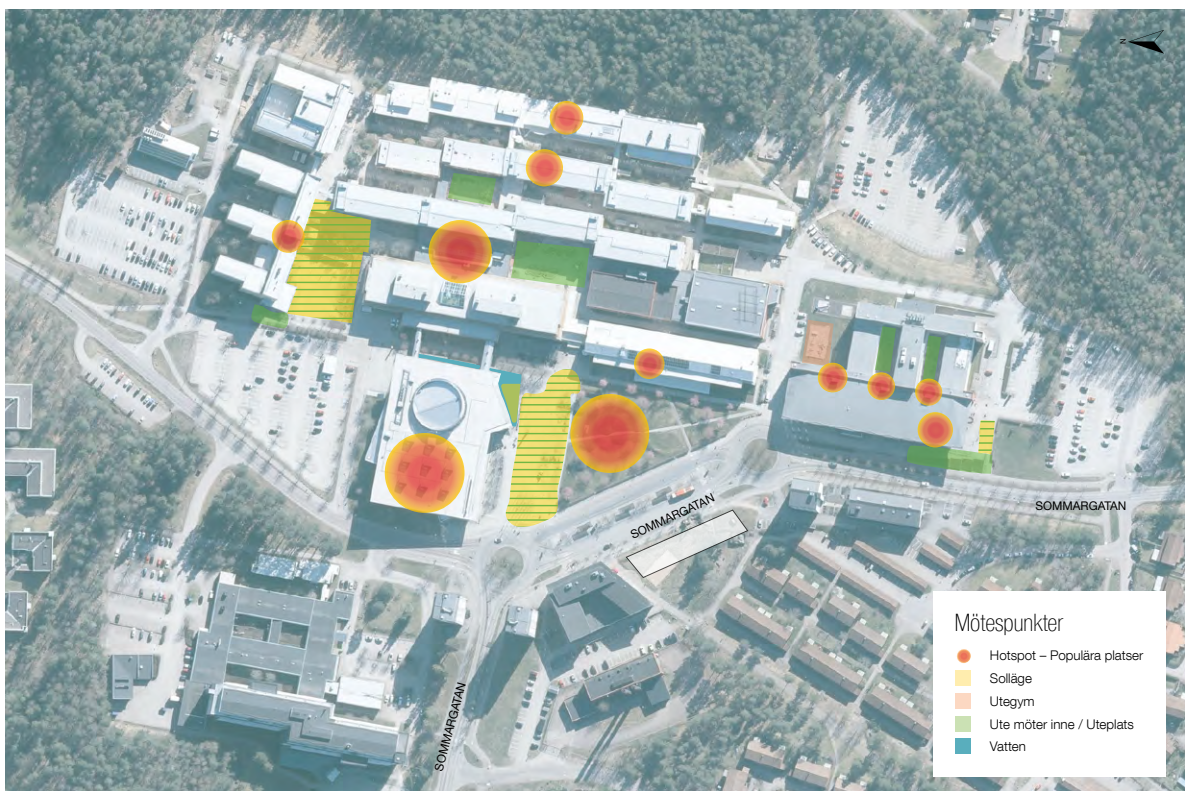 N
SOMMARGATAN
SOMMARGATAN
SOMMARGATAN
Mötespunkter
Hotspot – Populära platser
Solläge
Utegym
Ute möter inne / Uteplats
Vatten